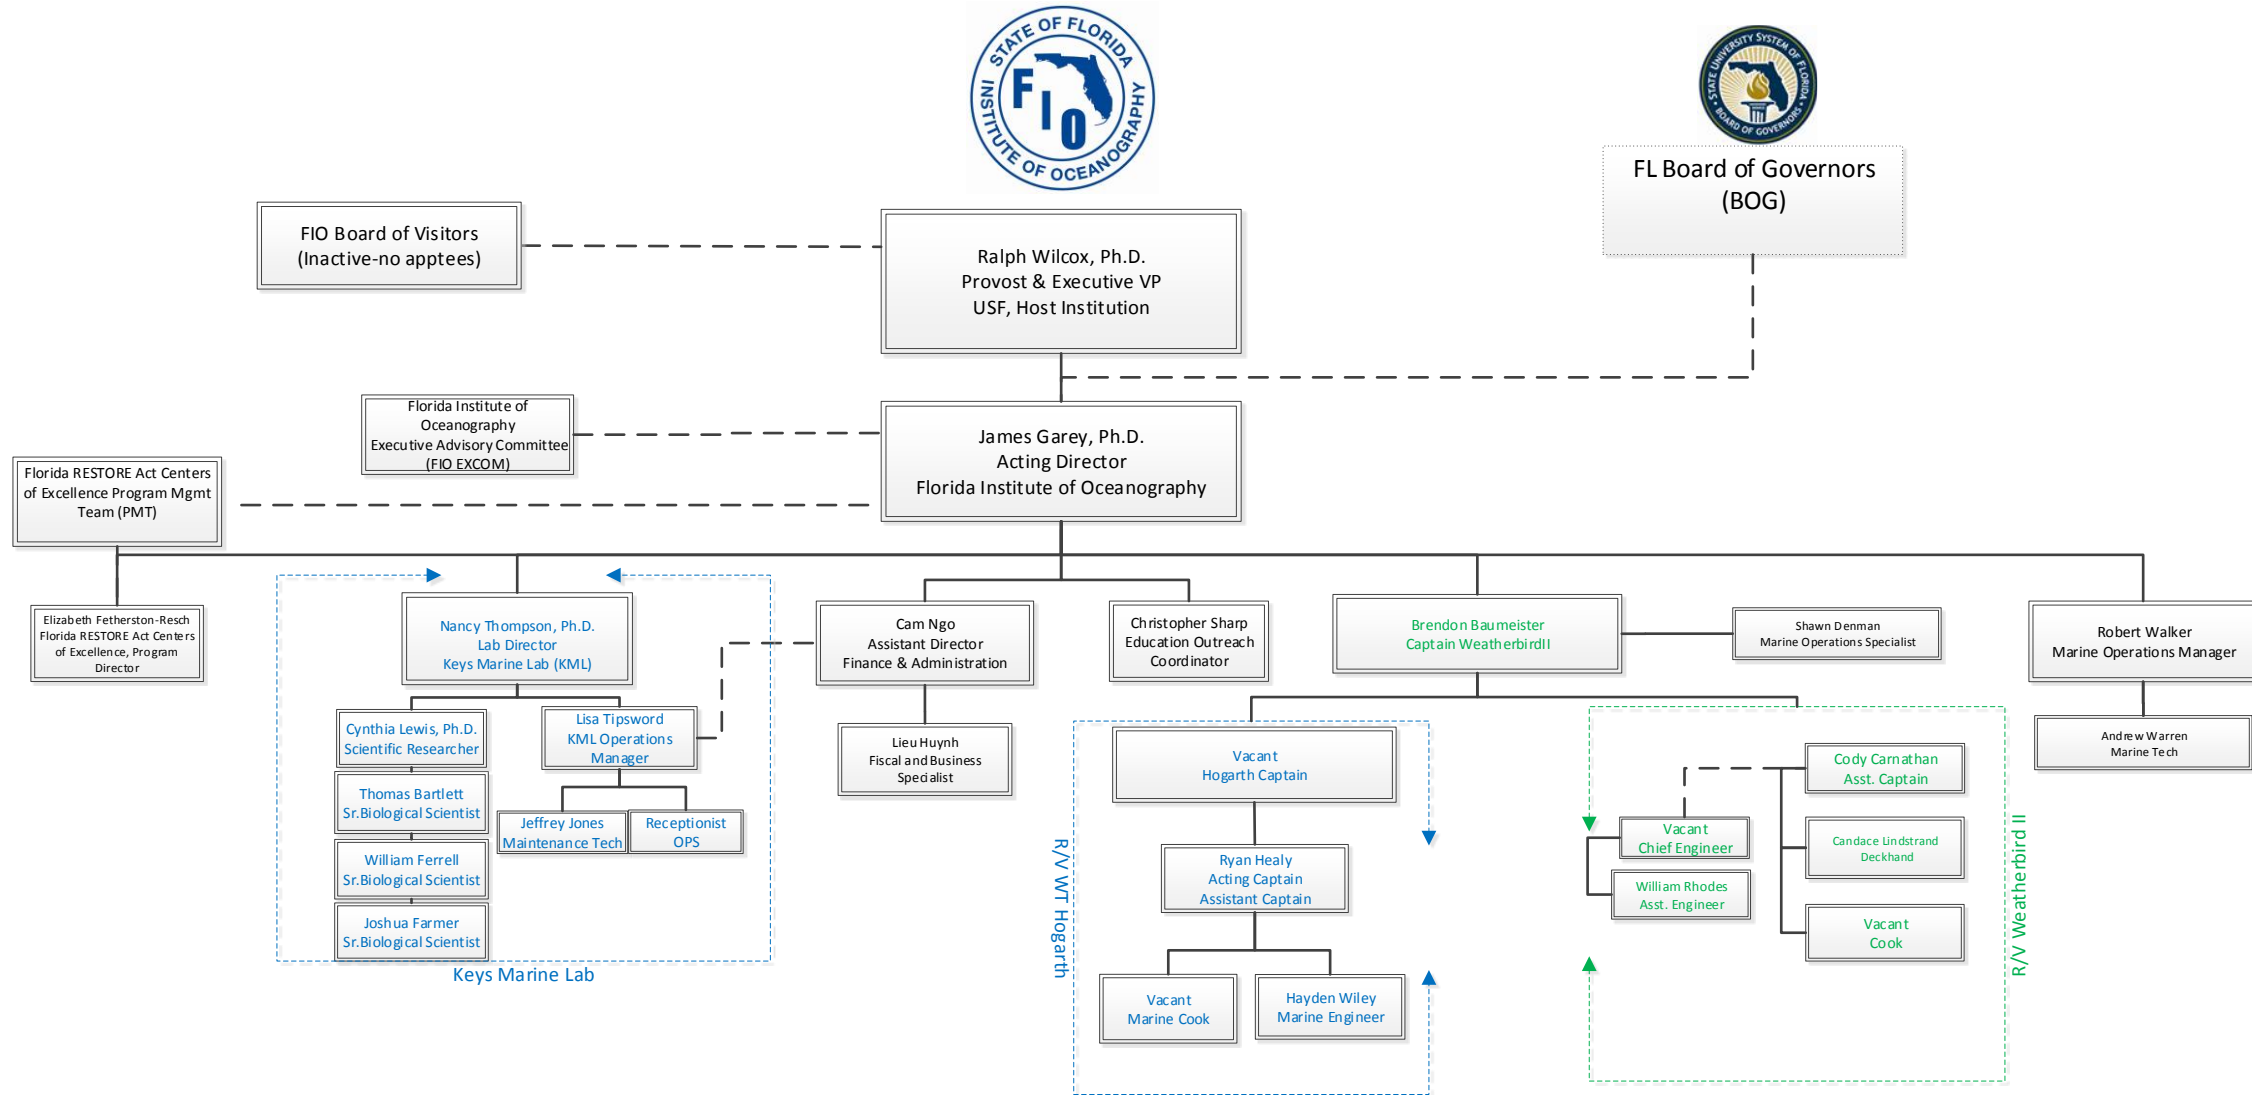 STATE OF FLORIDA
INSTITUTE OF OCEANOGRAPHY
FIO
STATE UNIVERSITY SYSTEM OF FLORIDA
BOARD OF GOVERNORS
FL Board of Governors
(BOG)
FIO Board of Visitors
(Inactive-no apptees)
Ralph Wilcox, Ph.D.
Provost & Executive VP
USF, Host Institution
Florida Institute of
Oceanography
Executive Advisory Committee
(FIO EXCOM)
James Garey, Ph.D.
Acting Director
Florida Institute of Oceanography
Florida RESTORE Act Centers
of Excellence Program Mgmt
Team (PMT)
Elizabeth Fetherston-Resch
Florida RESTORE Act Centers
of Excellence, Program
Director
Nancy Thompson, Ph.D.
Lab Director
Keys Marine Lab (KML)
Cam Ngo
Assistant Director
Finance & Administration
Christopher Sharp
Education Outreach
Coordinator
Brendon Baumeister
Captain WeatherbirdII
Shawn Denman
Marine Operations Specialist
Robert Walker
Marine Operations Manager
Cynthia Lewis, Ph.D.
Scientific Researcher
Lisa Tipsword
KML Operations
Manager
Lieu Huynh
Fiscal and Business
Specialist
Andrew Warren
Marine Tech
Thomas Bartlett
Sr.Biological Scientist
Jeffrey Jones
Maintenance Tech
Receptionist
OPS
William Ferrell
Sr.Biological Scientist
Joshua Farmer
Sr.Biological Scientist
Keys Marine Lab
Vacant
Hogarth Captain
Ryan Healy
Acting Captain
Assistant Captain
Vacant
Marine Cook
Hayden Wiley
Marine Engineer
R/V WT Hogarth
Cody Carnathan
Asst. Captain
Vacant
Chief Engineer
Candace Lindstrand
Deckhand
William Rhodes
Asst. Engineer
Vacant
Cook
R/V Weatherbird II